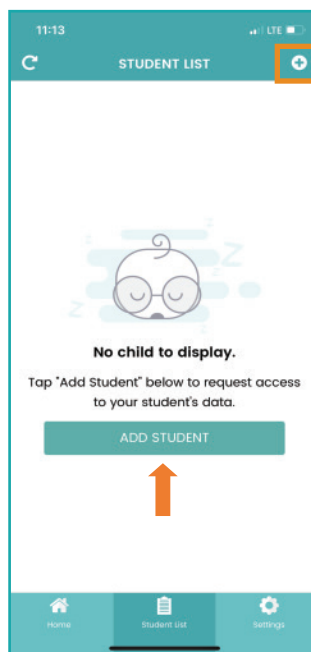 11:13
LTE
STUDENT LIST
z
z
Z
Z
No child to display.
Tap "Add Student" below to request access
to your student's data.
ADD STUDENT
Home
Student List
Settings